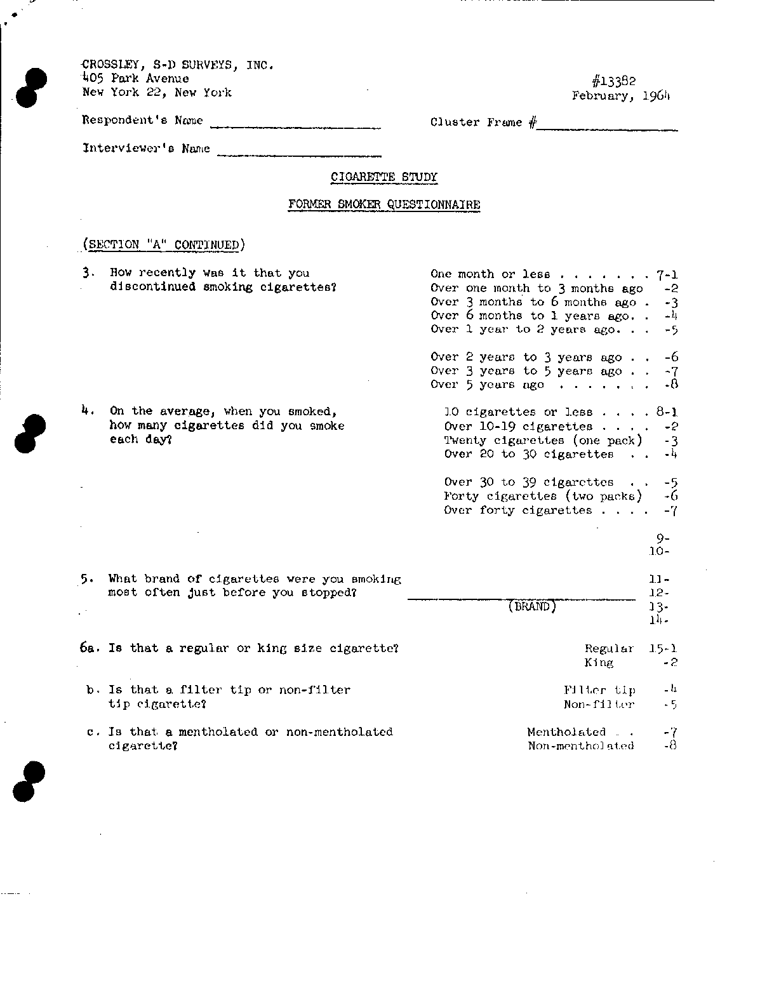 CROSSLEY, S-D SURVEYS, INC.
405 Park Avenue
New York 22, New York
#13382
February, 1964
Respondent's Name
Cluster Frame #
Interviewer's Name
CIGARETTE STUDY
FORMER SMOKER QUESTIONNAIRE
(SECTION "A" CONTINUED)
3. How recently was it that you discontinued smoking cigarettes?
One month or less . . . . . . . 7-1
Over one month to 3 months ago -2
Over 3 months to 6 months ago . -3
Over 6 months to 1 years ago. . -4
Over 1 year to 2 years ago. . . -5
Over 2 years to 3 years ago . . -6
Over 3 years to 5 years ago . . -7
Over 5 years ago . . . . . . . -8
4. On the average, when you smoked,
how many cigarettes did you smoke
each day?
10 cigarettes or less . . . . 8-1
Over 10-19 cigarettes . . . . -2
Twenty cigarettes (one pack) -3
Over 20 to 30 cigarettes . . -4
Over 30 to 39 cigarettes . . -5
Forty cigarettes (two packs) -6
Over forty cigarettes . . . . -7
9-
10-
5. What brand of cigarettes were you smoking
most often just before you stopped?
(BRAND)
11-
12-
13-
14-
6a. Is that a regular or king size cigarette?
Regular 15-1
King -2
b. Is that a filter tip or non-filter
tip cigarette?
Filter tip -4
Non-filter -5
c. Is that a mentholated or non-mentholated
cigarette?
Mentholated . . -7
Non-mentholated -8